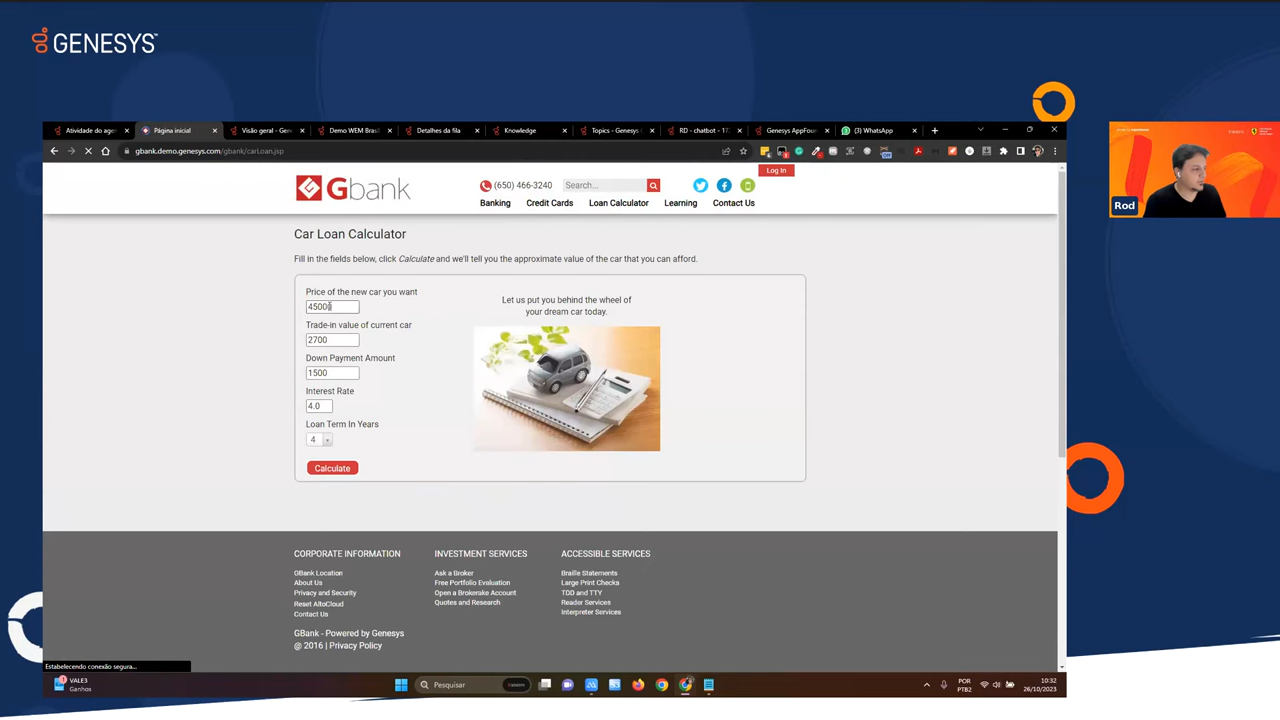 GENESYS™
Atividade do agen
Página inicial
Visão geral - Gene
Demo WEM Brasil
Detalhes da fila
Knowledge
Topics - Genesys
RD - chatbot - 17
Genesys AppFoun
(3) WhatsApp
gbank.demo.genesys.com/gbank/carLoan.jsp
Log In
Gbank
(650) 466-3240
Search...
Banking
Credit Cards
Loan Calculator
Learning
Contact Us
Rod
Car Loan Calculator
Fill in the fields below, click Calculate and we'll tell you the approximate value of the car that you can afford.
Price of the new car you want
45000
Let us put you behind the wheel of
your dream car today.
Trade-in value of current car
2700
Down Payment Amount
1500
Interest Rate
4.0
Loan Term In Years
4
Calculate
CORPORATE INFORMATION
GBank Location
About Us
Privacy and Security
Reset AltoCloud
Contact Us
INVESTMENT SERVICES
Ask a Broker
Free Portfolio Evaluation
Open a Brokerake Account
Quotes and Research
ACCESSIBLE SERVICES
Braille Statements
Large Print Checks
TDD and TTY
Reader Services
Interpreter Services
GBank - Powered by Genesys
@ 2016 | Privacy Policy
Estabelecendo conexão segura...
VALE3
Ganhos
Pesquisar
POR
PTB2
10:32
26/10/2023